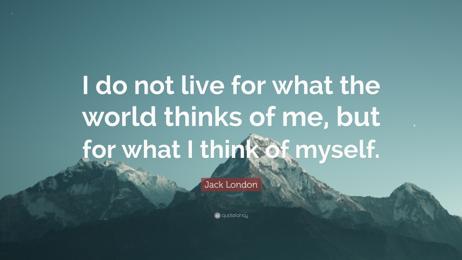 I do not live for what the
world thinks of me, but
for what I think of myself.
Jack London
quotefancy